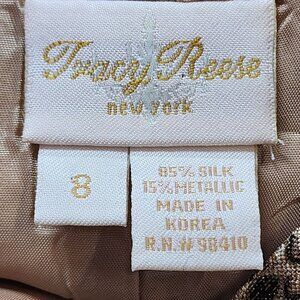 Tracy Reese
new york
8
85% SILK
15% METALLIC
MADE IN
KOREA
R.N.# 98410